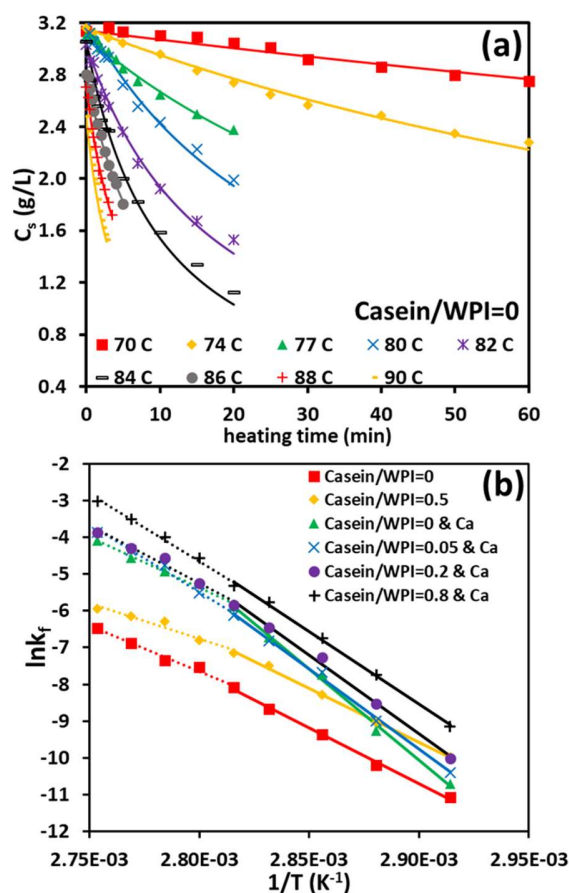 3.2
(a)
2.8
2.4
2.0
1.6
1.2
0.8
0.4
Cs (g/L)
Casein/WPI=0
70 C 74 C 77 C 80 C 82 C
84 C 86 C 88 C 90 C
0 10 20 30 40 50 60
heating time (min)
-2
(b)
-3
-4
-5
-6
-7
-8
-9
-10
-11
-12
lnkf
Casein/WPI=0
Casein/WPI=0.5
Casein/WPI=0 & Ca
Casein/WPI=0.05 & Ca
Casein/WPI=0.2 & Ca
Casein/WPI=0.8 & Ca
2.75E-03 2.80E-03 2.85E-03 2.90E-03 2.95E-03
1/T (K-1)